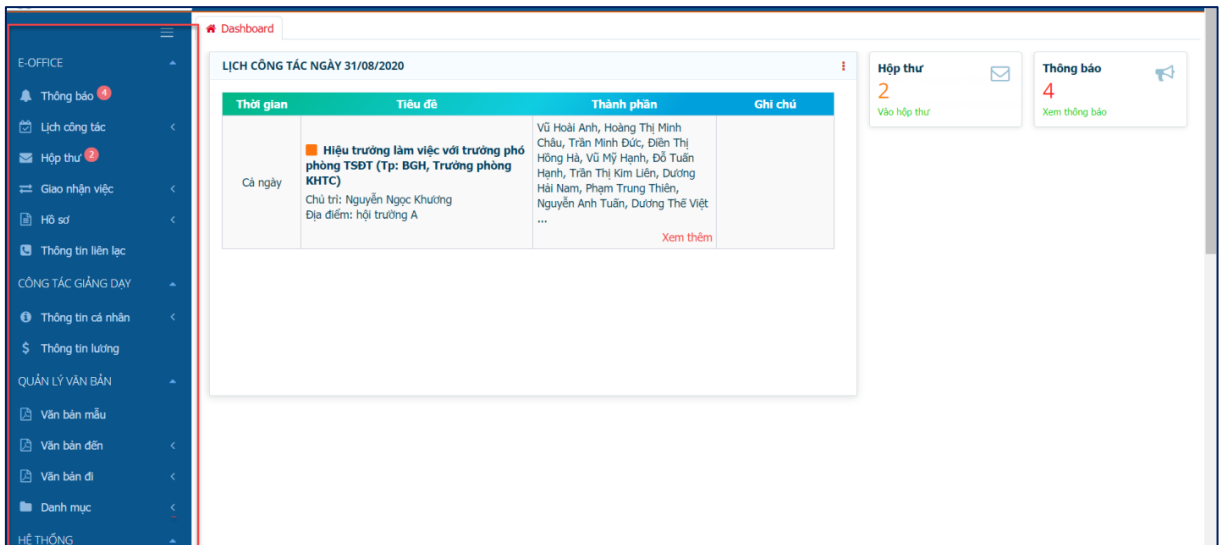 E-OFFICE
Thông báo 4
Lịch công tác
Hộp thư 2
Giao nhận việc
Hồ sơ
Thông tin liên lạc
CÔNG TÁC GIẢNG DẠY
Thông tin cá nhân
Thông tin lương
QUẢN LÝ VĂN BẢN
Văn bản mẫu
Văn bản đến
Văn bản đi
Danh mục
HỆ THỐNG
Dashboard
LỊCH CÔNG TÁC NGÀY 31/08/2020
Thời gian Tiêu đề Thành phần Ghi chú
Cả ngày
Hiệu trưởng làm việc với trưởng phó
phòng TSĐT (Tp: BGH, Trưởng phòng
KHTC)
Chủ trì: Nguyễn Ngọc Khương
Địa điểm: hội trường A
Vũ Hoài Anh, Hoàng Thị Minh
Châu, Trần Minh Đức, Điền Thị
Hồng Hà, Vũ Mỹ Hạnh, Đỗ Tuấn
Hạnh, Trần Thị Kim Liên, Dương
Hải Nam, Phạm Trung Thiên,
Nguyễn Anh Tuấn, Dương Thế Việt
...
Xem thêm
Hộp thư
2
Vào hộp thư
Thông báo
4
Xem thông báo